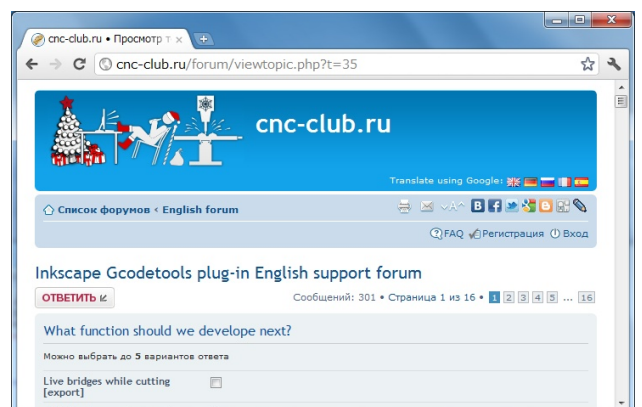 cnc-club.ru • Просмотр т
cnc-club.ru/forum/viewtopic.php?t=35
cnc-club.ru
Translate using Google:
Список форумов ‹ English forum
FAQ Регистрация Вход
Inkscape Gcodetools plug-in English support forum
ОТВЕТИТЬ Сообщений: 301 • Страница 1 из 16 • 1 2 3 4 5 ... 16
What function should we develope next?
Можно выбрать до 5 вариантов ответа
Live bridges while cutting
[export]